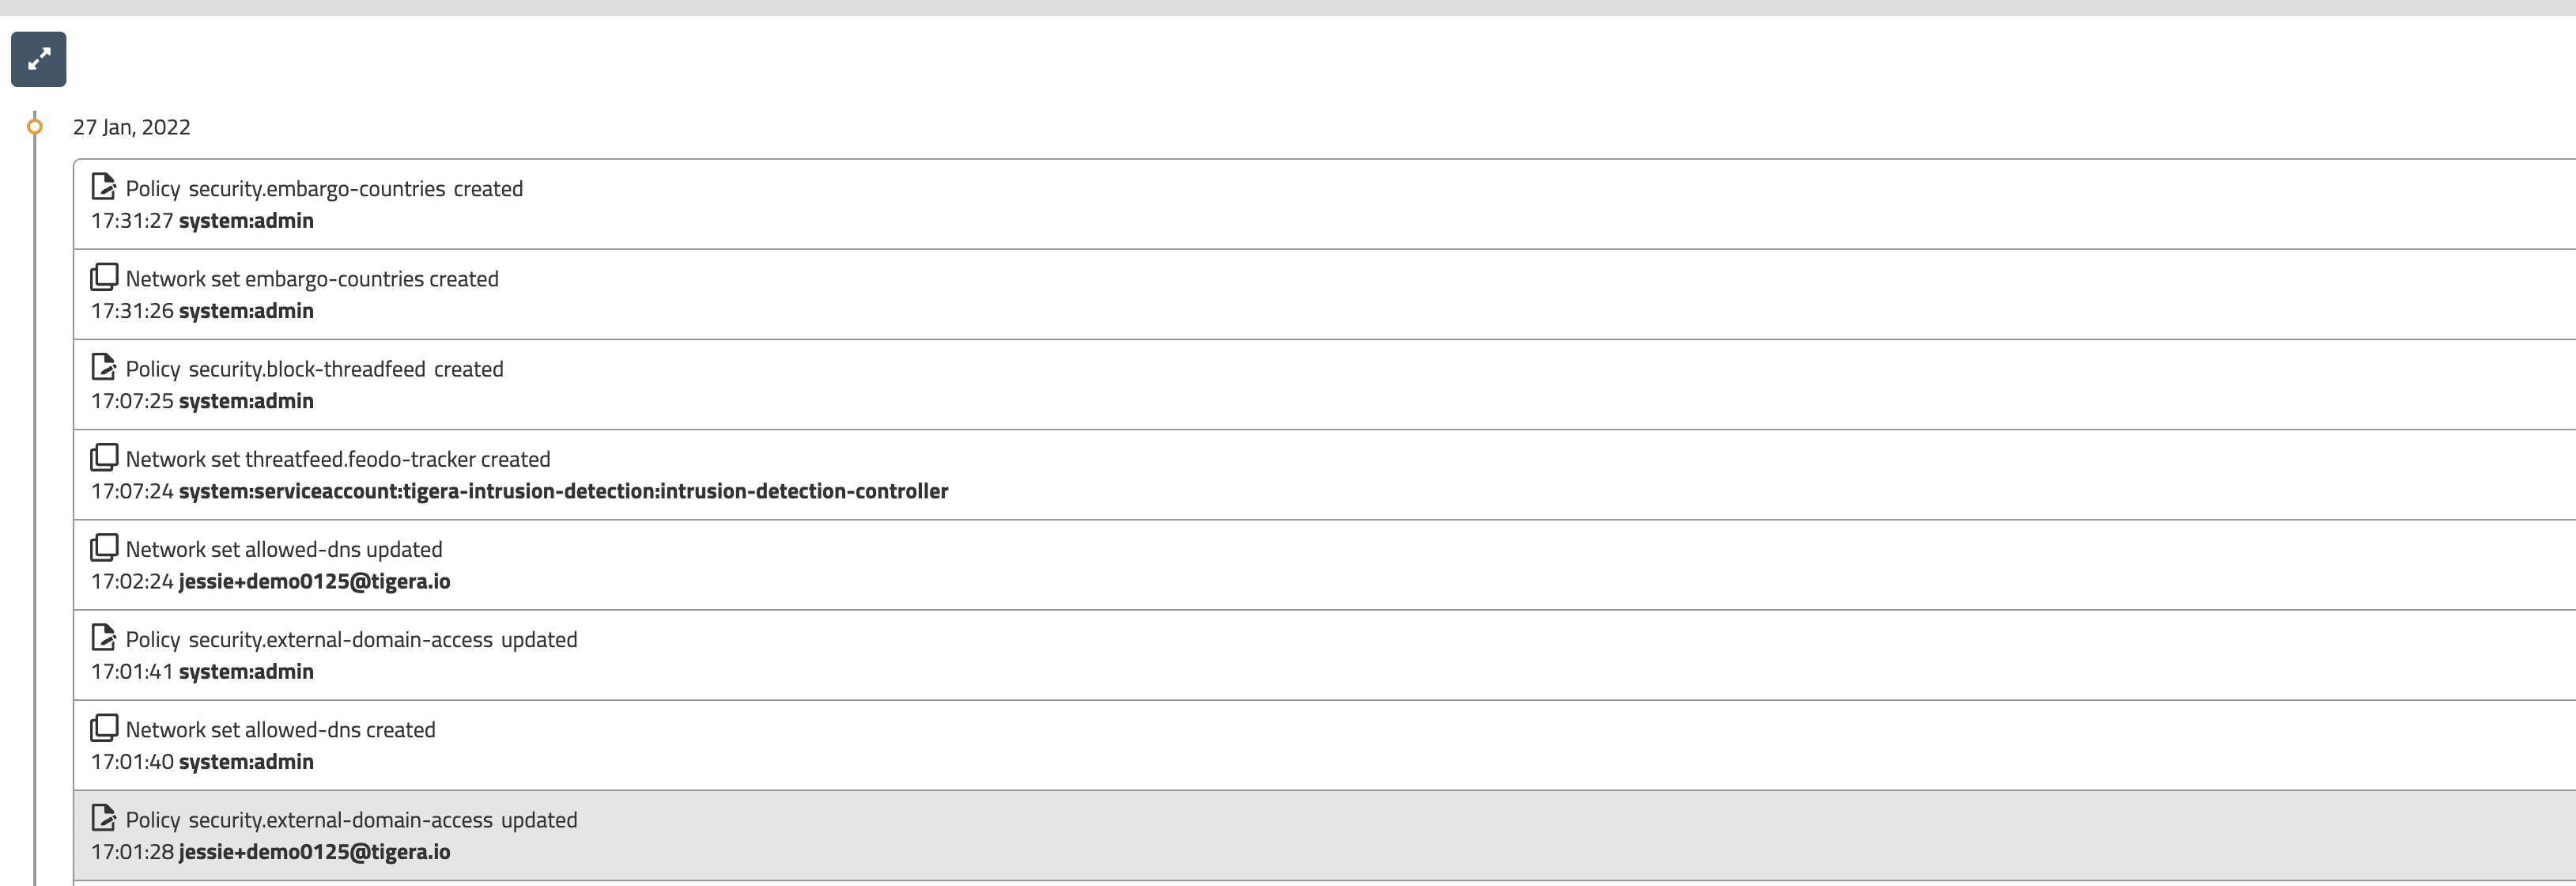 27 Jan, 2022
Policy security.embargo-countries created
17:31:27 system:admin
Network set embargo-countries created
17:31:26 system:admin
Policy security.block-threadfeed created
17:07:25 system:admin
Network set threatfeed.feodo-tracker created
17:07:24 system:serviceaccount:tigera-intrusion-detection:intrusion-detection-controller
Network set allowed-dns updated
17:02:24 jessie+demo0125@tigera.io
Policy security.external-domain-access updated
17:01:41 system:admin
Network set allowed-dns created
17:01:40 system:admin
Policy security.external-domain-access updated
17:01:28 jessie+demo0125@tigera.io